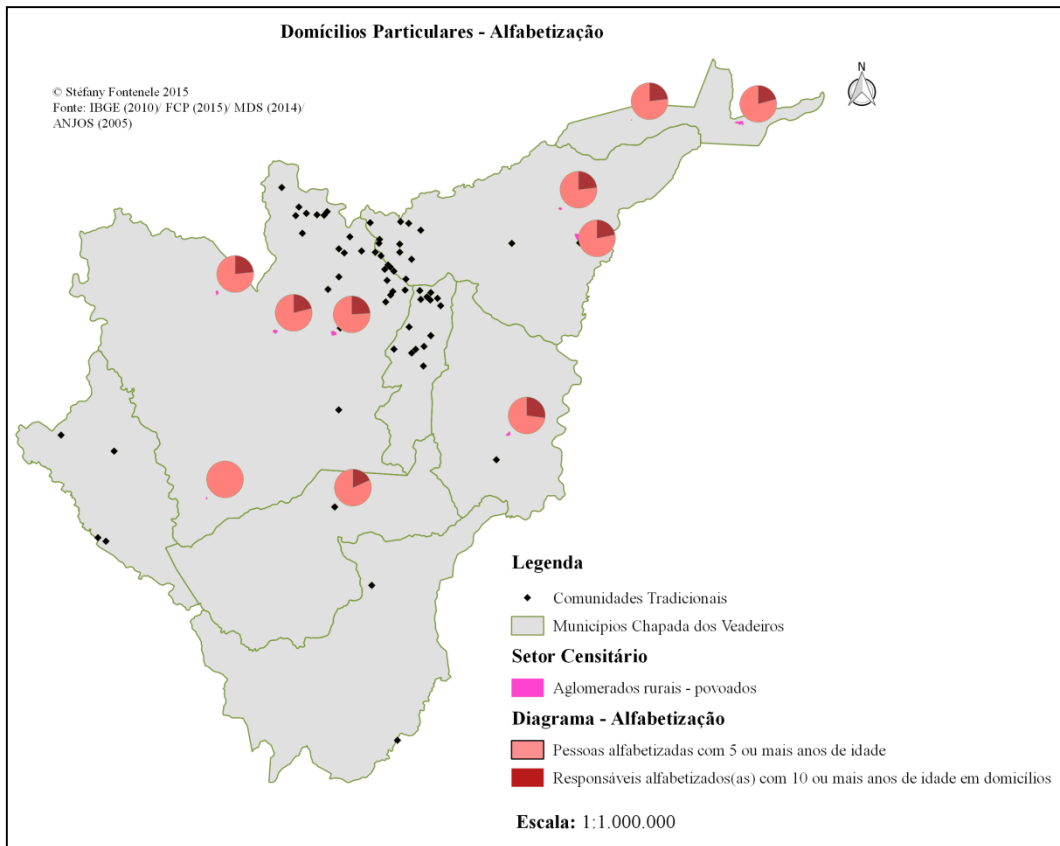 Domícilios Particulares - Alfabetização
© Stéfany Fontenele 2015
Fonte: IBGE (2010)/ FCP (2015)/ MDS (2014)/
ANJOS (2005)
N
Legenda
Comunidades Tradicionais
Municípios Chapada dos Veadeiros
Setor Censitário
Aglomerados rurais - povoados
Diagrama - Alfabetização
Pessoas alfabetizadas com 5 ou mais anos de idade
Responsáveis alfabetizados(as) com 10 ou mais anos de idade em domicílios
Escala: 1:1.000.000